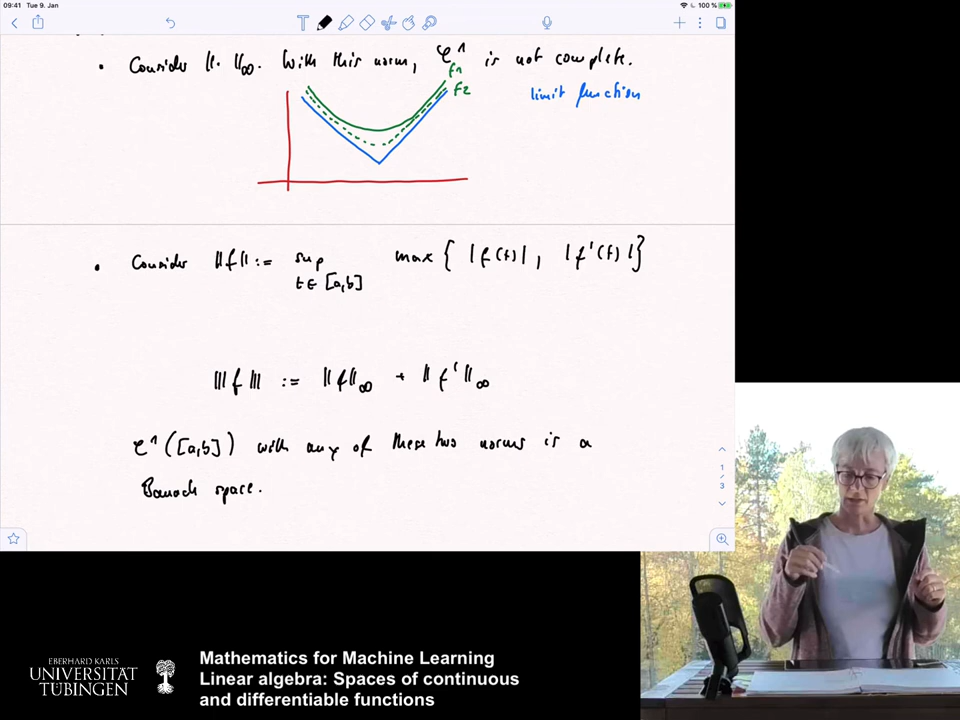 09:41 Tue 9. Jan
100 %
• Consider ‖·‖∞. With this norm, 𝒞¹ is not complete.
f1
f2
limit function
• Consider ‖f‖ := sup t∈[a,b] max { |f(t)|, |f'(t)| }
⦀f⦀ := ‖f‖∞ + ‖f'‖∞
𝒞¹([a,b]) with any of these two norms is a
Banach space.
1
/
3
EBERHARD KARLS
UNIVERSITÄT
TÜBINGEN
Mathematics for Machine Learning
Linear algebra: Spaces of continuous
and differentiable functions